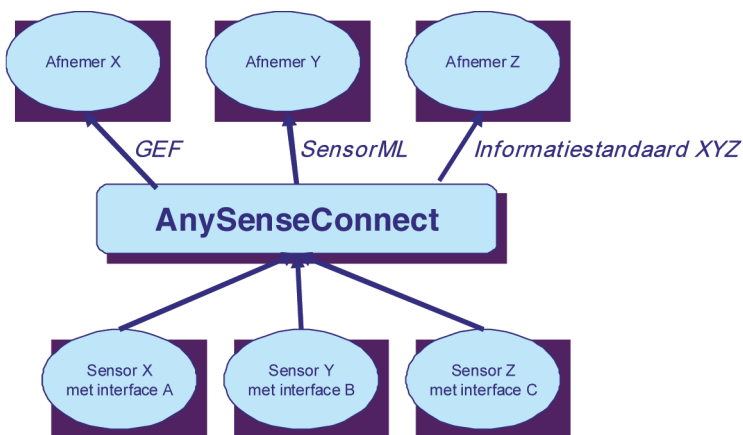 Afnemer X
Afnemer Y
Afnemer Z
GEF
SensorML
Informatiestandaard XYZ
AnySenseConnect
Sensor X
met interface A
Sensor Y
met interface B
Sensor Z
met interface C